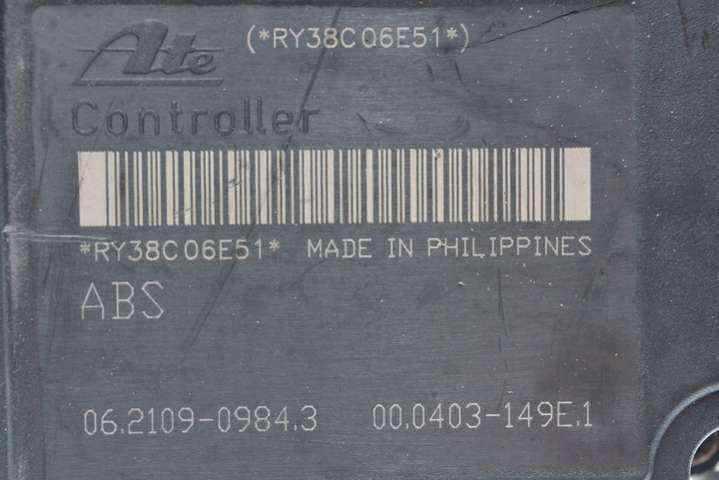 (*RY38C06E51*)
Ate
Controller
*RY38C06E51* MADE IN PHILIPPINES
ABS
06.2109-0984.3 00.0403-149E.1